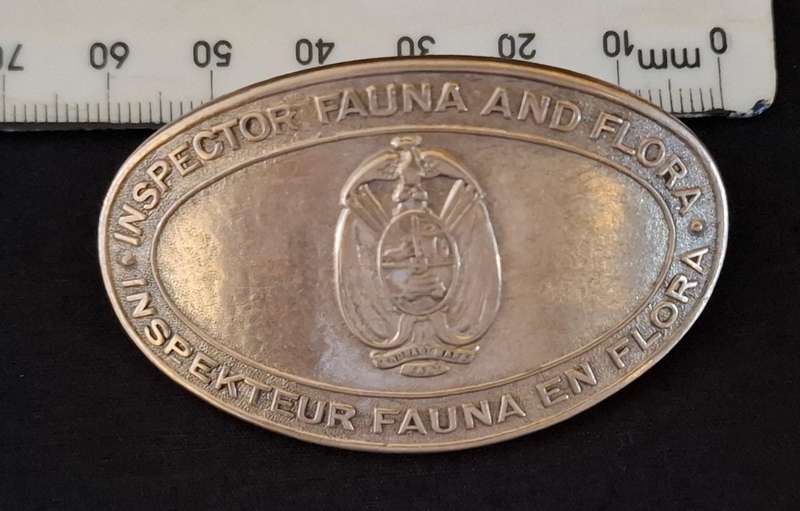 70 60 50 40 30 20 10 mm 0
INSPECTOR FAUNA AND FLORA
INSPEKTEUR FAUNA EN FLORA